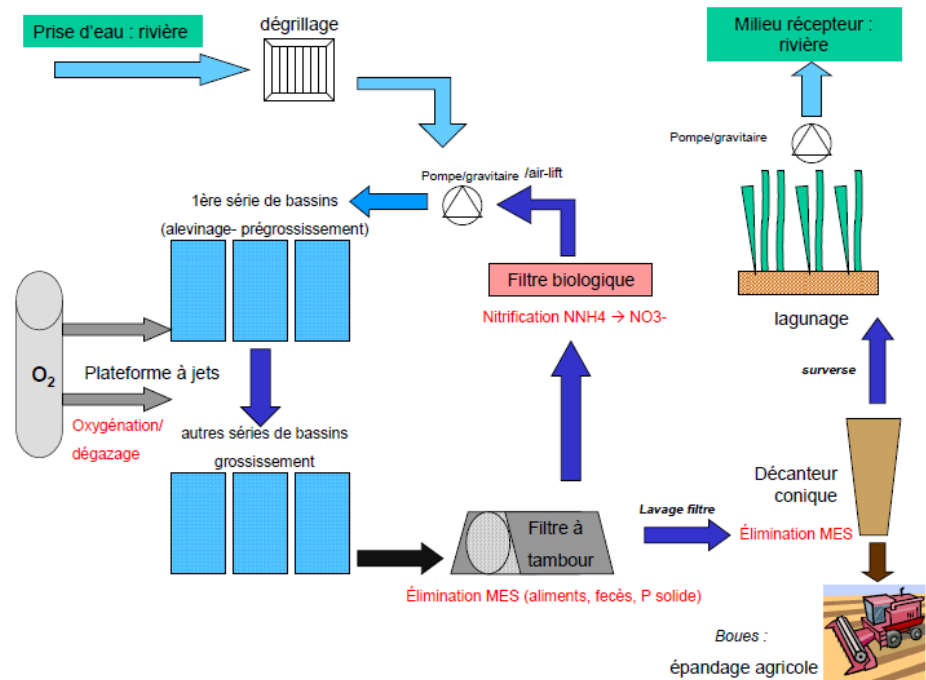 Prise d'eau : rivière
dégrillage
Milieu récepteur :
rivière
Pompe/gravitaire
Pompe/gravitaire /air-lift
1ère série de bassins
(alevinage- prégrossissement)
Filtre biologique
Nitrification NNH4 → NO3-
lagunage
O2
Plateforme à jets
Oxygénation/
dégazage
surverse
autres séries de bassins
grossissement
Décanteur
conique
Filtre à
tambour
Lavage filtre
Élimination MES
Élimination MES (aliments, fecès, P solide)
Boues :
épandage agricole